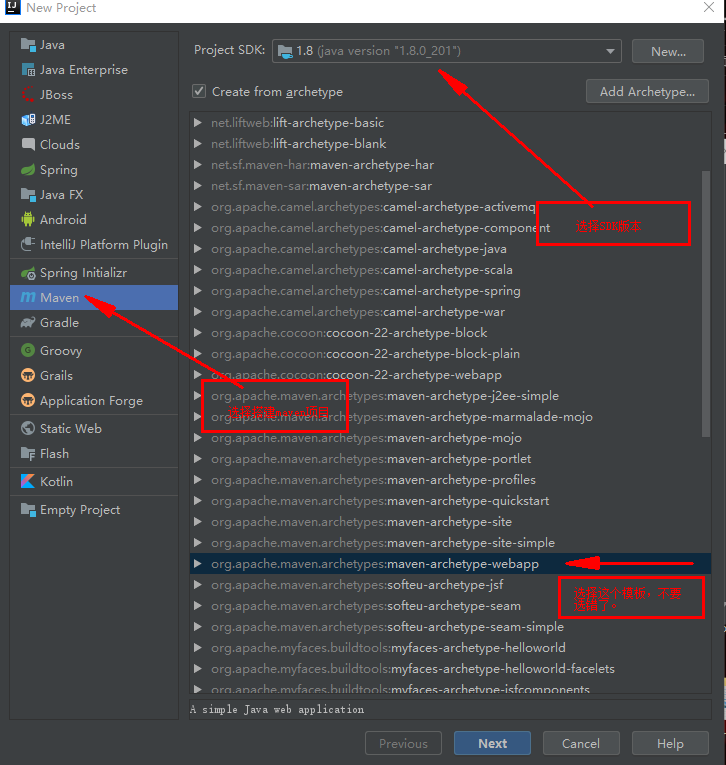 New Project
Java
Java Enterprise
JBoss
J2ME
Clouds
Spring
Java FX
Android
IntelliJ Platform Plugin
Spring Initializr
Maven
Gradle
Groovy
Grails
Application Forge
Static Web
Flash
Kotlin
Empty Project
Project SDK: 1.8 (java version "1.8.0_201") New...
Create from archetype Add Archetype...
net.liftweb:lift-archetype-basic
net.liftweb:lift-archetype-blank
net.sf.maven-har:maven-archetype-har
net.sf.maven-sar:maven-archetype-sar
org.apache.camel.archetypes:camel-archetype-activemq
org.apache.camel.archetypes:camel-archetype-component
选择JDK版本
org.apache.camel.archetypes:camel-archetype-java
org.apache.camel.archetypes:camel-archetype-scala
org.apache.camel.archetypes:camel-archetype-spring
org.apache.camel.archetypes:camel-archetype-war
org.apache.cocoon:cocoon-22-archetype-block
org.apache.cocoon:cocoon-22-archetype-block-plain
org.apache.cocoon:cocoon-22-archetype-webapp
org.apache.maven.archetypes:maven-archetype-j2ee-simple
org.apache.maven.archetypes:maven-archetype-marmalade-mojo
org.apache.maven.archetypes:maven-archetype-mojo
org.apache.maven.archetypes:maven-archetype-portlet
org.apache.maven.archetypes:maven-archetype-profiles
org.apache.maven.archetypes:maven-archetype-quickstart
org.apache.maven.archetypes:maven-archetype-site
org.apache.maven.archetypes:maven-archetype-site-simple
org.apache.maven.archetypes:maven-archetype-webapp
选择这个模板，不要
选错了。
org.apache.maven.archetypes:softeu-archetype-jsf
org.apache.maven.archetypes:softeu-archetype-seam
org.apache.maven.archetypes:softeu-archetype-seam-simple
org.apache.myfaces.buildtools:myfaces-archetype-helloworld
org.apache.myfaces.buildtools:myfaces-archetype-helloworld-facelets
org.apache.myfaces.buildtools:myfaces-archetype-jsfcomponents
A simple Java web application
Previous Next Cancel Help